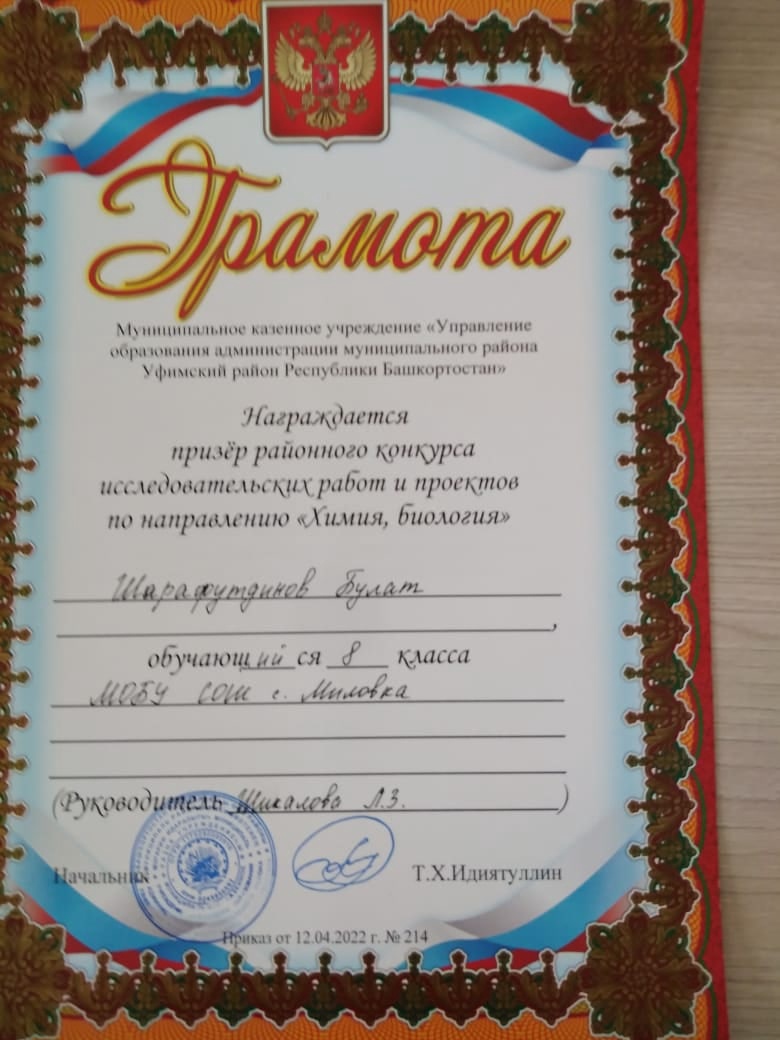 Грамота
Муниципальное казенное учреждение «Управление
образования администрации муниципального района
Уфимский район Республики Башкортостан»
Награждается
призёр районного конкурса
исследовательских работ и проектов
по направлению «Химия, биология»
Шарафутдинов Булат
,
обучающийся 8 класса
МОБУ СОШ с. Миловка
(Руководитель Шикалова Л.З.)
Начальник Т.Х.Идиятуллин
Приказ от 12.04.2022 г. № 214